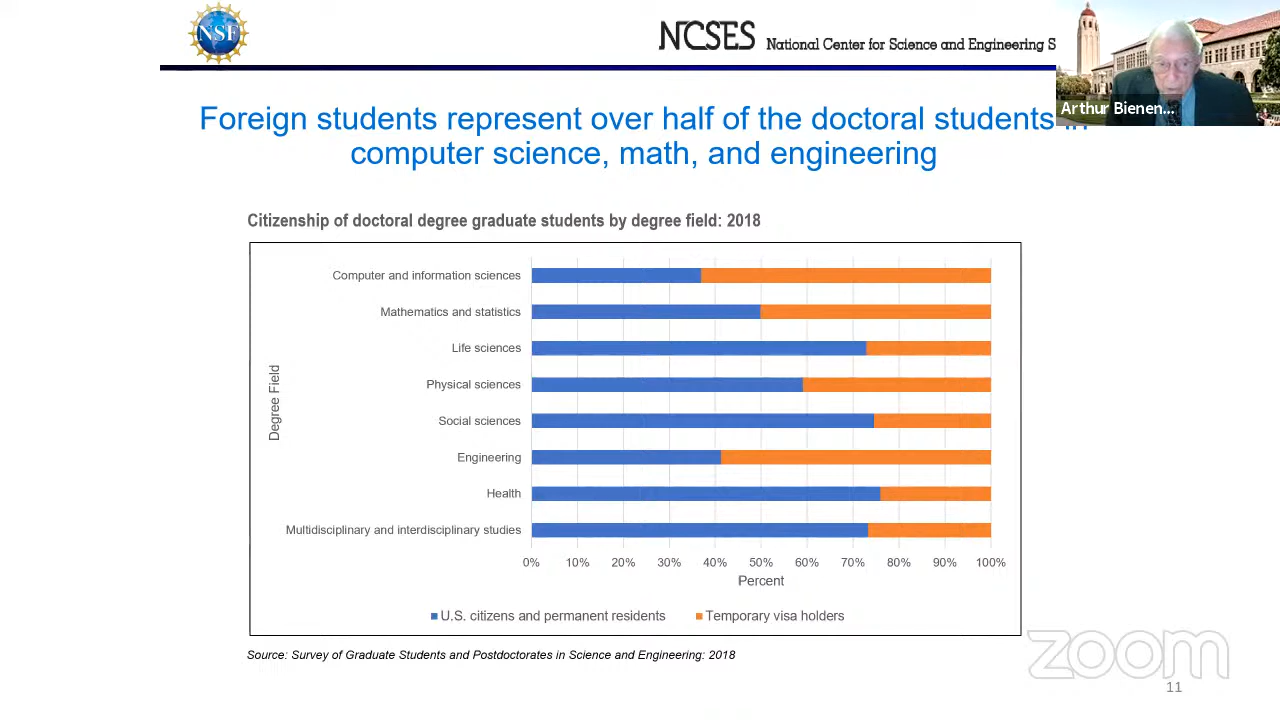 NSF
NCSES National Center for Science and Engineering S
Arthur Bienen...
Foreign students represent over half of the doctoral students in
computer science, math, and engineering
Citizenship of doctoral degree graduate students by degree field: 2018
Degree Field
Computer and information sciences
Mathematics and statistics
Life sciences
Physical sciences
Social sciences
Engineering
Health
Multidisciplinary and interdisciplinary studies
0% 10% 20% 30% 40% 50% 60% 70% 80% 90% 100%
Percent
U.S. citizens and permanent residents Temporary visa holders
Source: Survey of Graduate Students and Postdoctorates in Science and Engineering: 2018
zoom
11